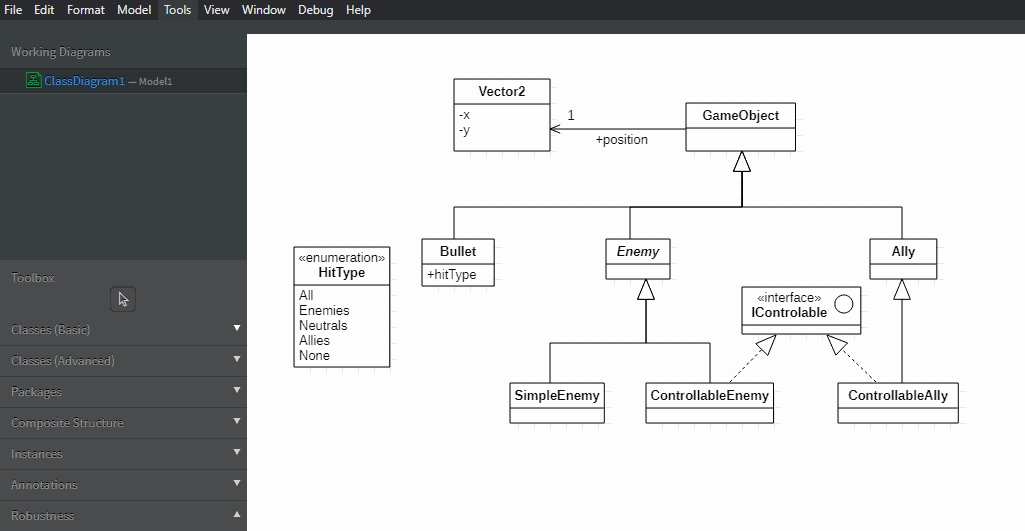 File Edit Format Model Tools View Window Debug Help
Working Diagrams
ClassDiagram1 — Model1
Toolbox
Classes (Basic)
Classes (Advanced)
Packages
Composite Structure
Instances
Annotations
Robustness
Vector2
-x
-y
1
+position
GameObject
«enumeration»
HitType
All
Enemies
Neutrals
Allies
None
Bullet
+hitType
Enemy
Ally
«interface»
IControlable
SimpleEnemy
ControllableEnemy
ControllableAlly